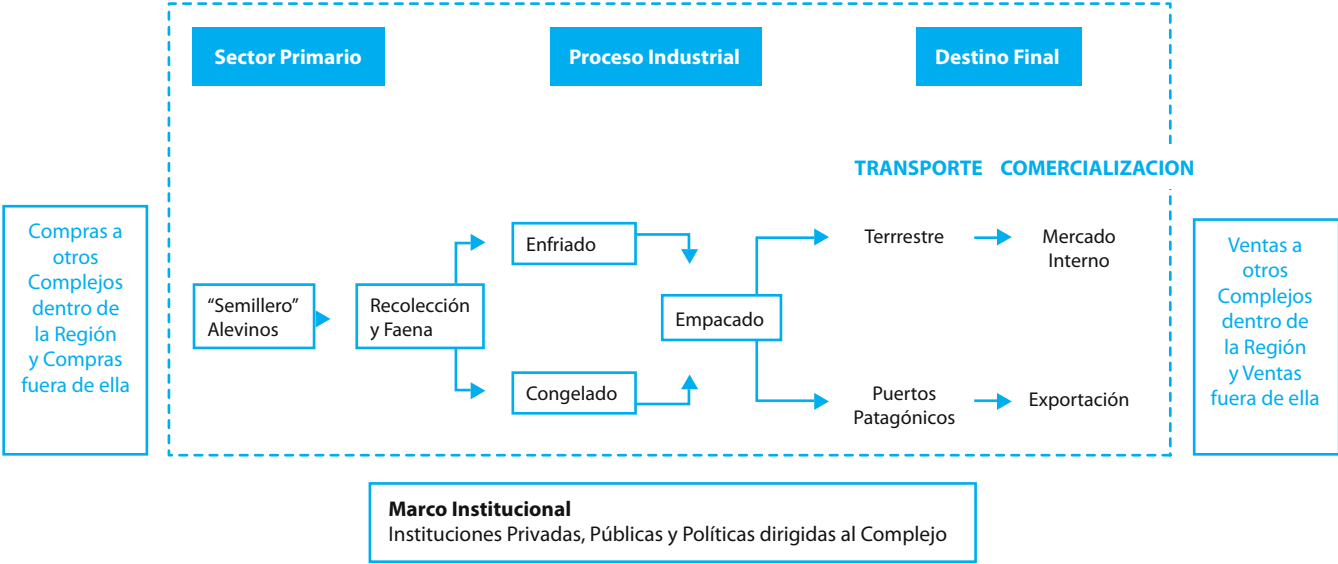 Sector Primario
Proceso Industrial
Destino Final
TRANSPORTE
COMERCIALIZACION
Compras a
otros
Complejos
dentro de
la Región
y Compras
fuera de ella
“Semillero”
Alevinos
Recolección
y Faena
Enfriado
Congelado
Empacado
Terrrestre
Mercado
Interno
Puertos
Patagónicos
Exportación
Ventas a
otros
Complejos
dentro de
la Región
y Ventas
fuera de ella
Marco Institucional
Instituciones Privadas, Públicas y Políticas dirigidas al Complejo